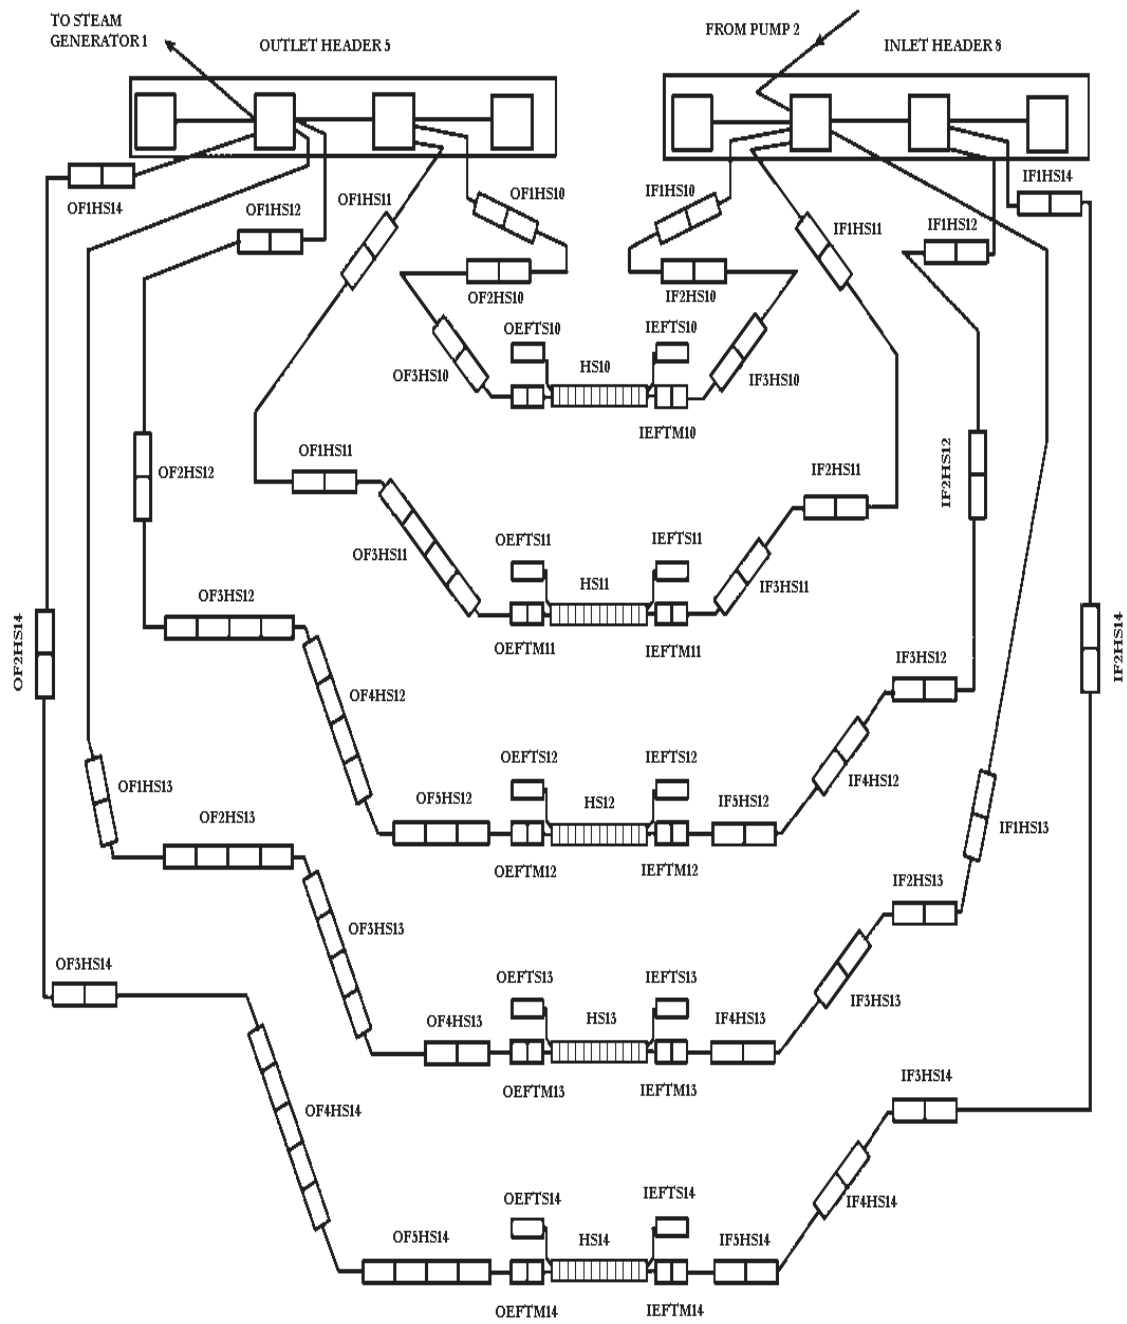 TO STEAM
GENERATOR 1
OUTLET HEADER 5
FROM PUMP 2
INLET HEADER 8
OF1HS14
OF1HS12
OF1HS11
OF1HS10
IF1HS10
IF1HS11
IF1HS12
IF1HS14
OF2HS10
IF2HS10
OEFTS10
IEFTS10
OF3HS10
HS10
IF3HS10
IEFTM10
OF2HS12
OF1HS11
IF2HS11
IF2HS12
OF3HS11
OEFTS11
IEFTS11
HS11
IF3HS11
OEFTM11
IEFTM11
OF2HS14
OF3HS12
IF2HS14
OF4HS12
IF3HS12
OEFTS12
IEFTS12
OF1HS13
IF4HS12
OF5HS12
HS12
IF5HS12
OF2HS13
IF1HS13
OEFTM12
IEFTM12
IF2HS13
OF3HS13
OF3HS14
OEFTS13
IEFTS13
IF3HS13
OF4HS13
HS13
IF4HS13
OEFTM13
IEFTM13
IF3HS14
OF4HS14
OEFTS14
IEFTS14
IF4HS14
OF5HS14
HS14
IF5HS14
OEFTM14
IEFTM14